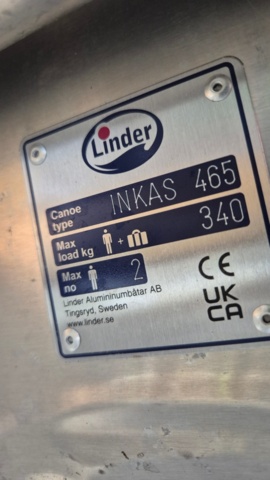 Linder
Canoe type INKAS 465
Max load kg + 340
Max no 2
Linder Aluminiumbåtar AB
Tingsryd, Sweden
www.linder.se
CE
UK
CA